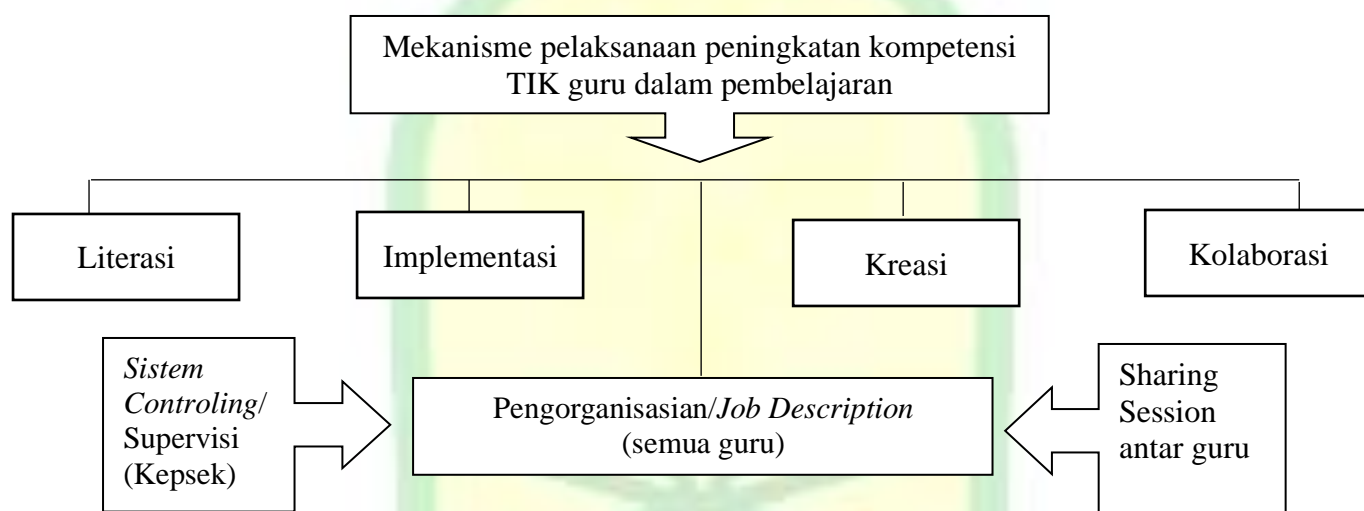 Mekanisme pelaksanaan peningkatan kompetensi
TIK guru dalam pembelajaran
Literasi
Implementasi
Kreasi
Kolaborasi
Sistem
Controling/
Supervisi
(Kepsek)
Pengorganisasian/Job Description
(semua guru)
Sharing
Session
antar guru